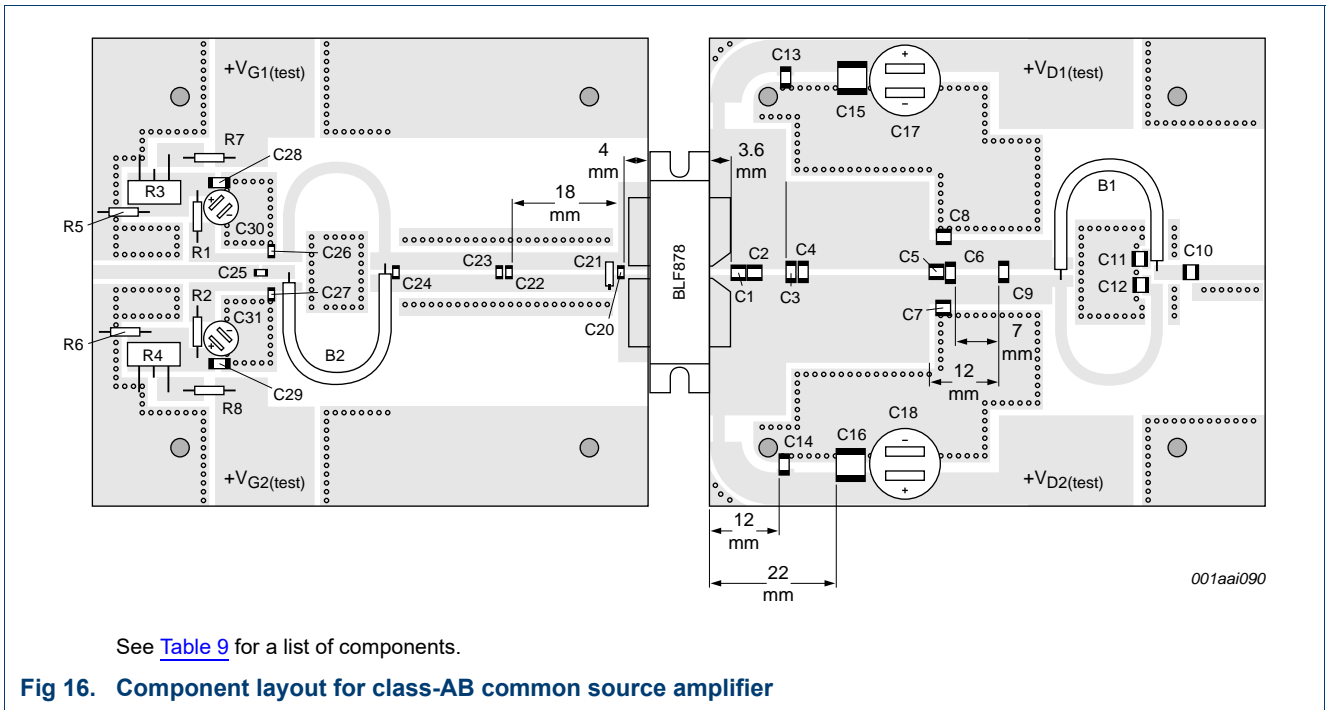 +VG1(test)
C13
+VD1(test)
C15
C17
R7
C28
4
mm
3.6
mm
B1
R3
18
mm
R5
C30
R1
C26
C8
C25
C23
C22
C21
C24
C20
BLF878
C2
C1
C4
C3
C5
C6
C9
C11
C12
C10
R2
C27
C31
C7
7
mm
R6
R4
B2
12
mm
C29
R8
C18
C14
C16
+VG2(test)
+VD2(test)
12
mm
22
mm
001aai090
See Table 9 for a list of components.
Fig 16. Component layout for class-AB common source amplifier